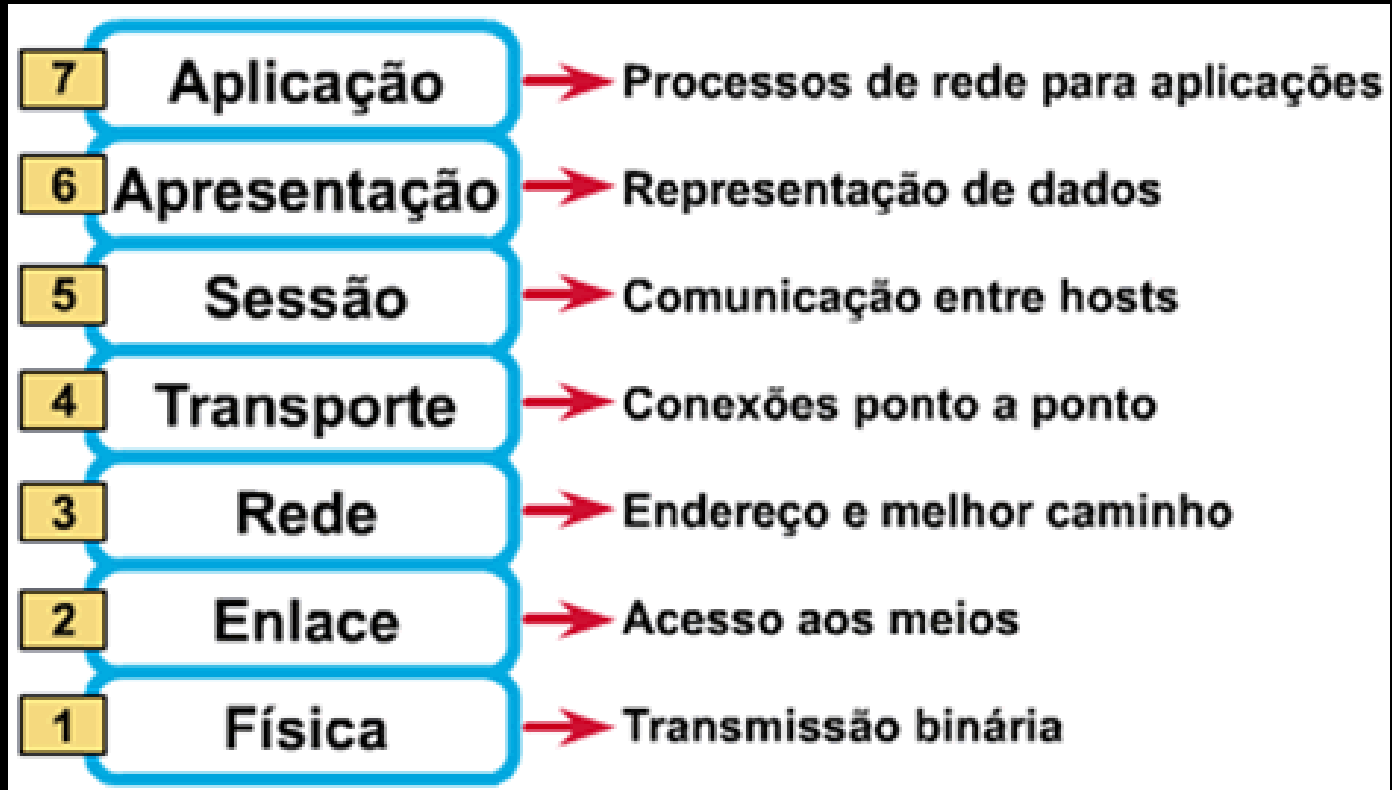 7 Aplicação Processos de rede para aplicações
6 Apresentação Representação de dados
5 Sessão Comunicação entre hosts
4 Transporte Conexões ponto a ponto
3 Rede Endereço e melhor caminho
2 Enlace Acesso aos meios
1 Física Transmissão binária